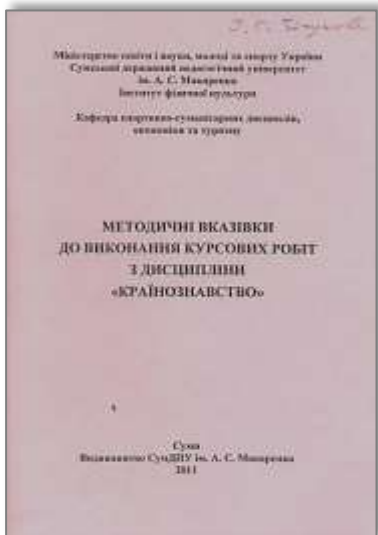 Міністерство освіти і науки, молоді та спорту України
Сумський державний педагогічний університет
ім. А. С. Макаренка
Інститут фізичної культури
Кафедра спортивно-гуманітарних дисциплін,
економіки та туризму
МЕТОДИЧНІ ВКАЗІВКИ
ДО ВИКОНАННЯ КУРСОВИХ РОБІТ
З ДИСЦИПЛІНИ
«КРАЇНОЗНАВСТВО»
Суми
Видавництво СумДПУ ім. А. С. Макаренка
2011